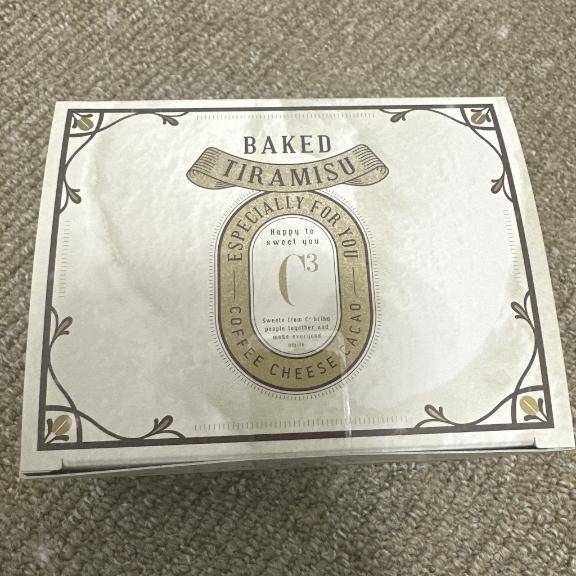 BAKED
TIRAMISU
ESPECIALLY FOR YOU
Happy to
sweet you
C³
Sweets from C³ bring
people together and
make everyone
smile.
COFFEE CHEESE CACAO